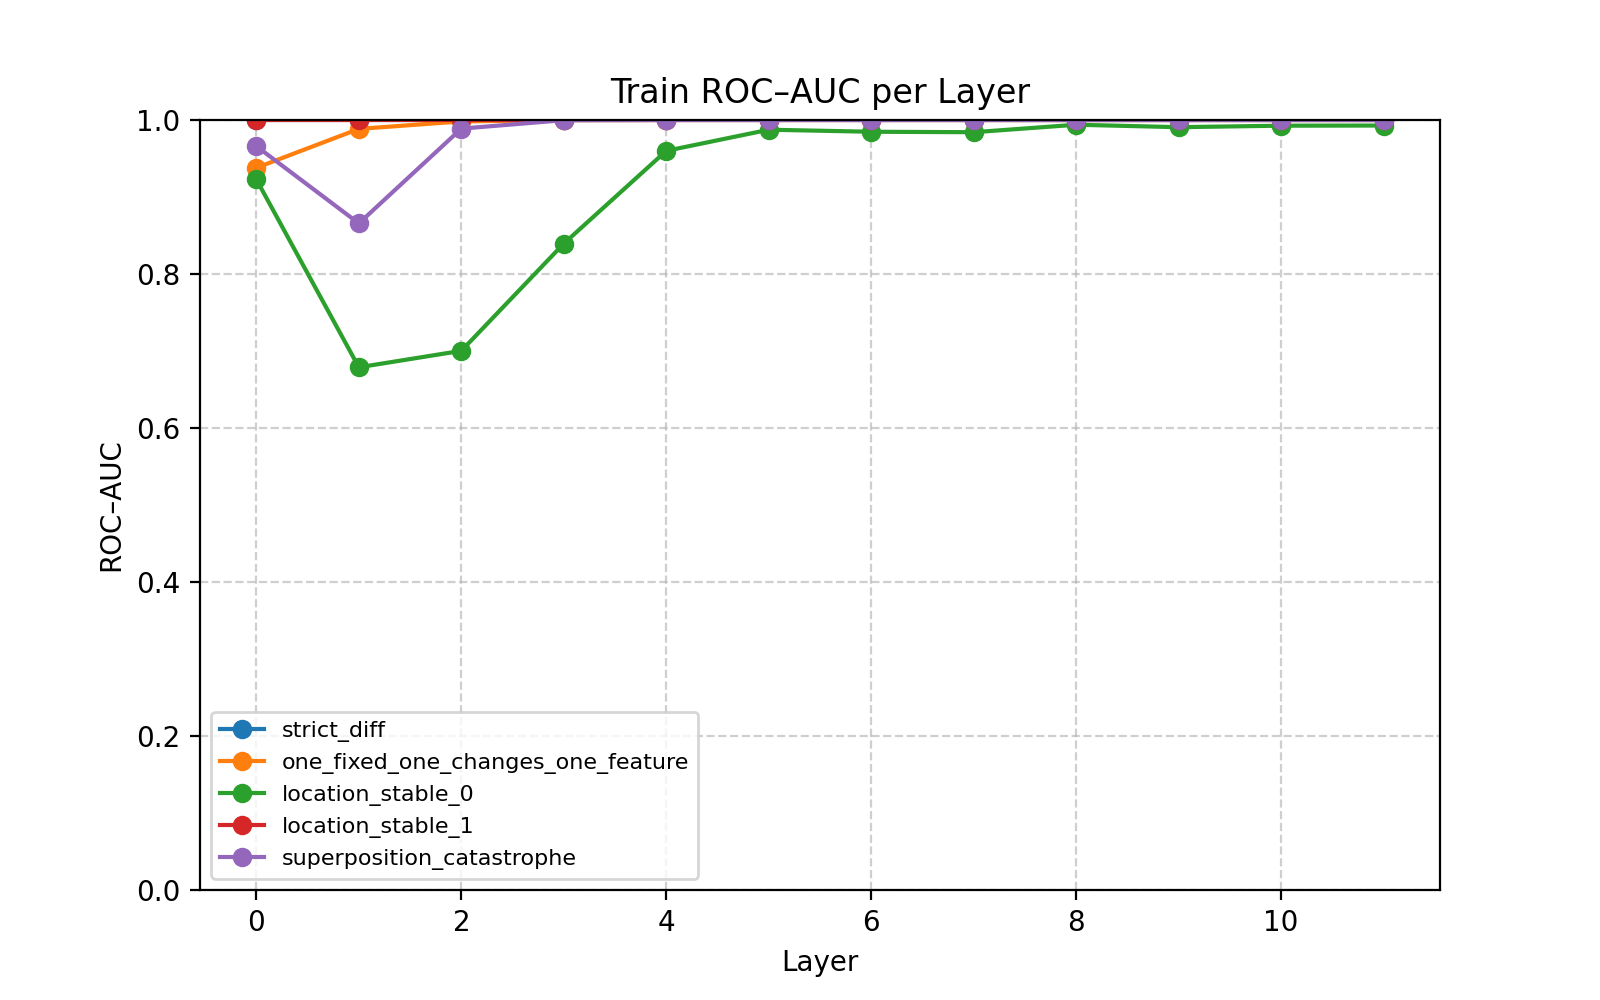 Train ROC–AUC per Layer
1.0
0.8
0.6
0.4
0.2
0.0
ROC–AUC
strict_diff
one_fixed_one_changes_one_feature
location_stable_0
location_stable_1
superposition_catastrophe
0 2 4 6 8 10
Layer